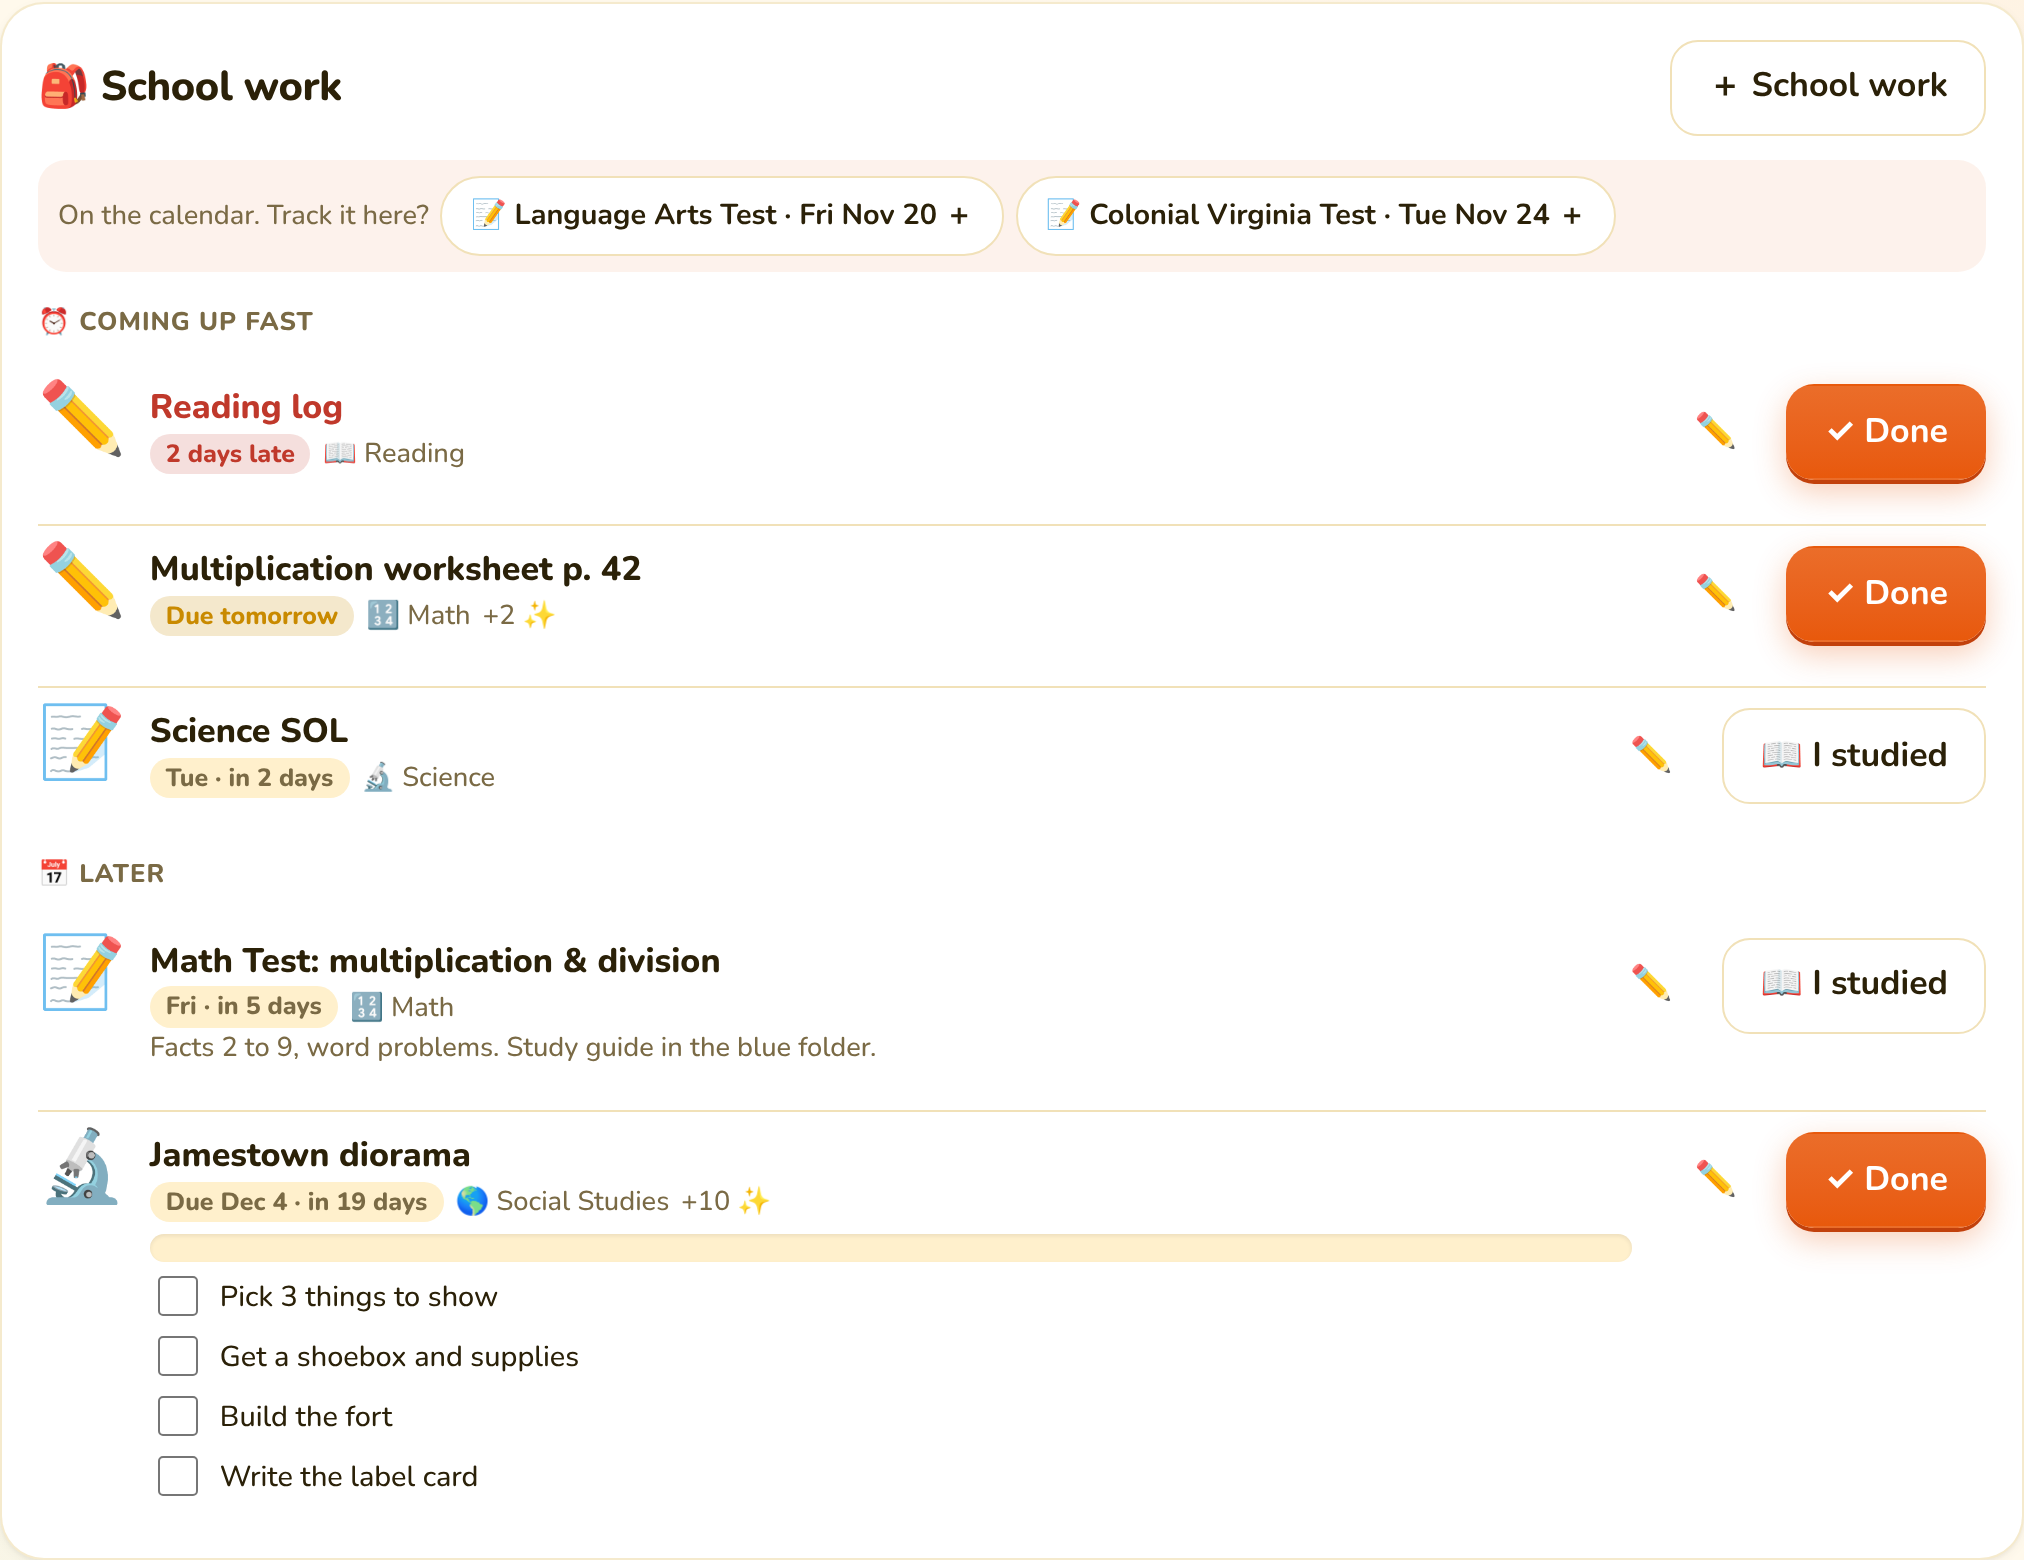 School work
+ School work
On the calendar. Track it here?
Language Arts Test · Fri Nov 20 +
Colonial Virginia Test · Tue Nov 24 +
COMING UP FAST
Reading log
✓ Done
2 days late Reading
Multiplication worksheet p. 42
✓ Done
Due tomorrow Math +2
Science SOL
I studied
Tue · in 2 days Science
LATER
Math Test: multiplication & division
I studied
Fri · in 5 days Math
Facts 2 to 9, word problems. Study guide in the blue folder.
Jamestown diorama
✓ Done
Due Dec 4 · in 19 days Social Studies +10
Pick 3 things to show
Get a shoebox and supplies
Build the fort
Write the label card